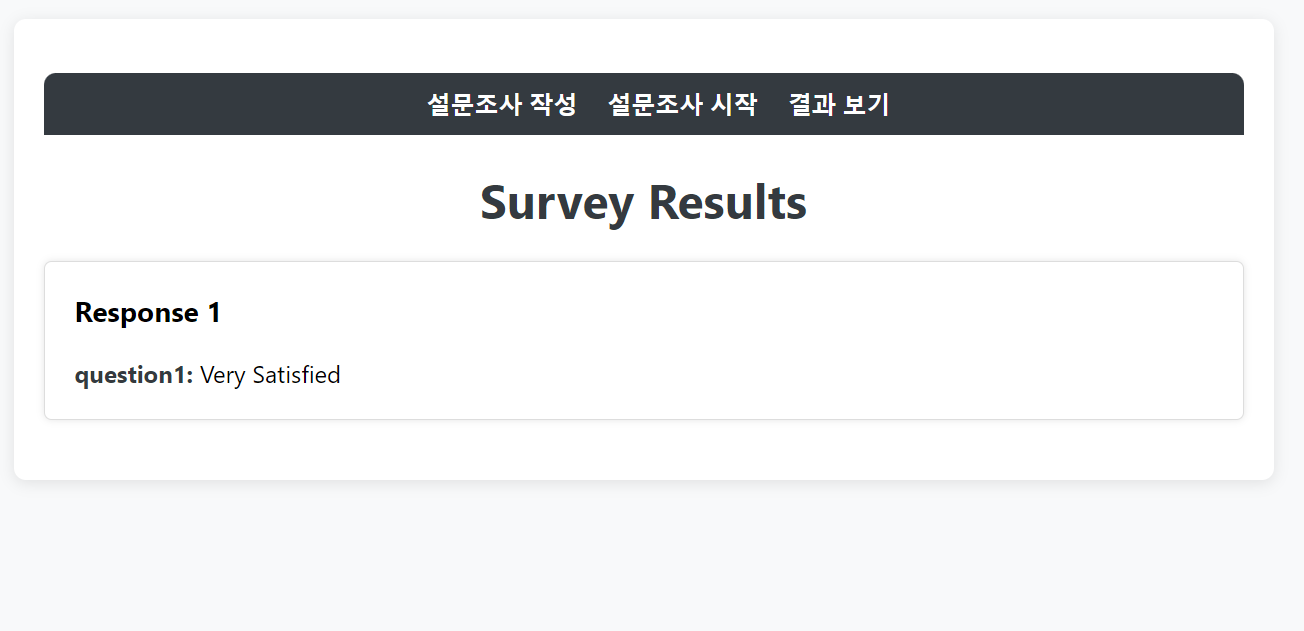 설문조사 작성 설문조사 시작 결과 보기
Survey Results
Response 1
question1: Very Satisfied